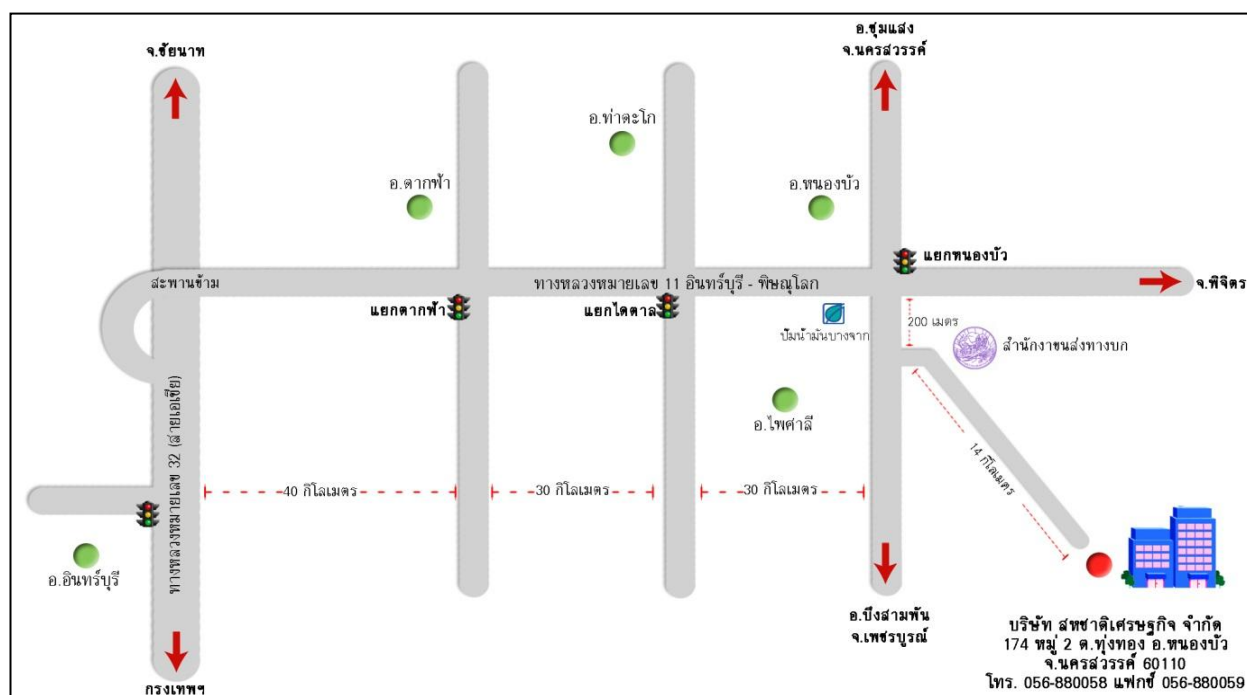 จ.ชัยนาท
อ.ชุมแสง
จ.นครสวรรค์
อ.ท่าตะโก
อ.ตากฟ้า
อ.หนองบัว
แยกหนองบัว
สะพานข้าม
ทางหลวงหมายเลข 11 อินทร์บุรี - พิษณุโลก
จ.พิจิตร
แยกตากฟ้า
แยกไดตาล
ปั๊มน้ำมันบางจาก
200 เมตร
สำนักงาขนส่งทางบก
อ.ไพศาลี
ทางหลวงหมายเลข 32 (สายเอเชีย)
14 กิโลเมตร
40 กิโลเมตร
30 กิโลเมตร
30 กิโลเมตร
อ.อินทร์บุรี
กรุงเทพฯ
อ.บึงสามพัน
จ.เพชรบูรณ์
บริษัท สหชาติเศรษฐกิจ จำกัด
174 หมู่ 2 ต.ทุ่งทอง อ.หนองบัว
จ.นครสวรรค์ 60110
โทร. 056-880058 แฟกซ์ 056-880059